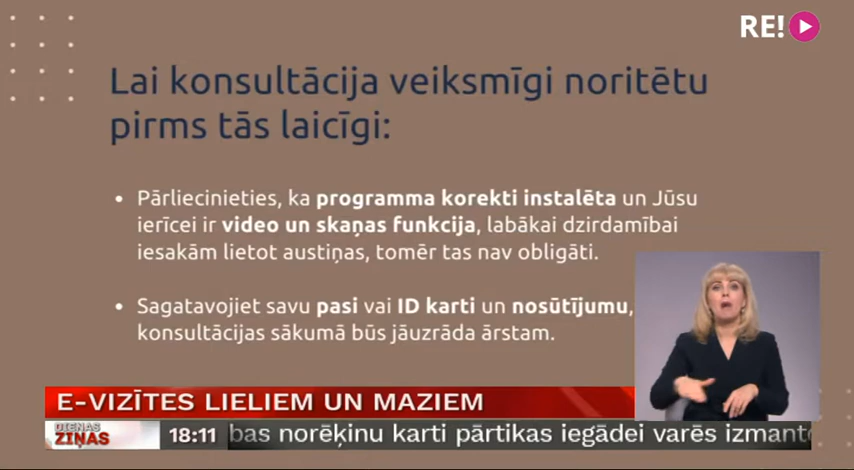 RE!
Lai konsultācija veiksmīgi noritētu
pirms tās laicīgi:
• Pārliecinieties, ka programma korekti instalēta un Jūsu
ierīcei ir video un skaņas funkcija, labākai dzirdamībai
iesakām lietot austiņas, tomēr tas nav obligāti.
• Sagatavojiet savu pasi vai ID karti un nosūtījumu,
konsultācijas sākumā būs jāuzrāda ārstam.
E-VIZĪTES LIELIEM UN MAZIEM
DIENAS
ZIŅAS
18:11 bas norēķinu karti pārtikas iegādei varēs izmanto